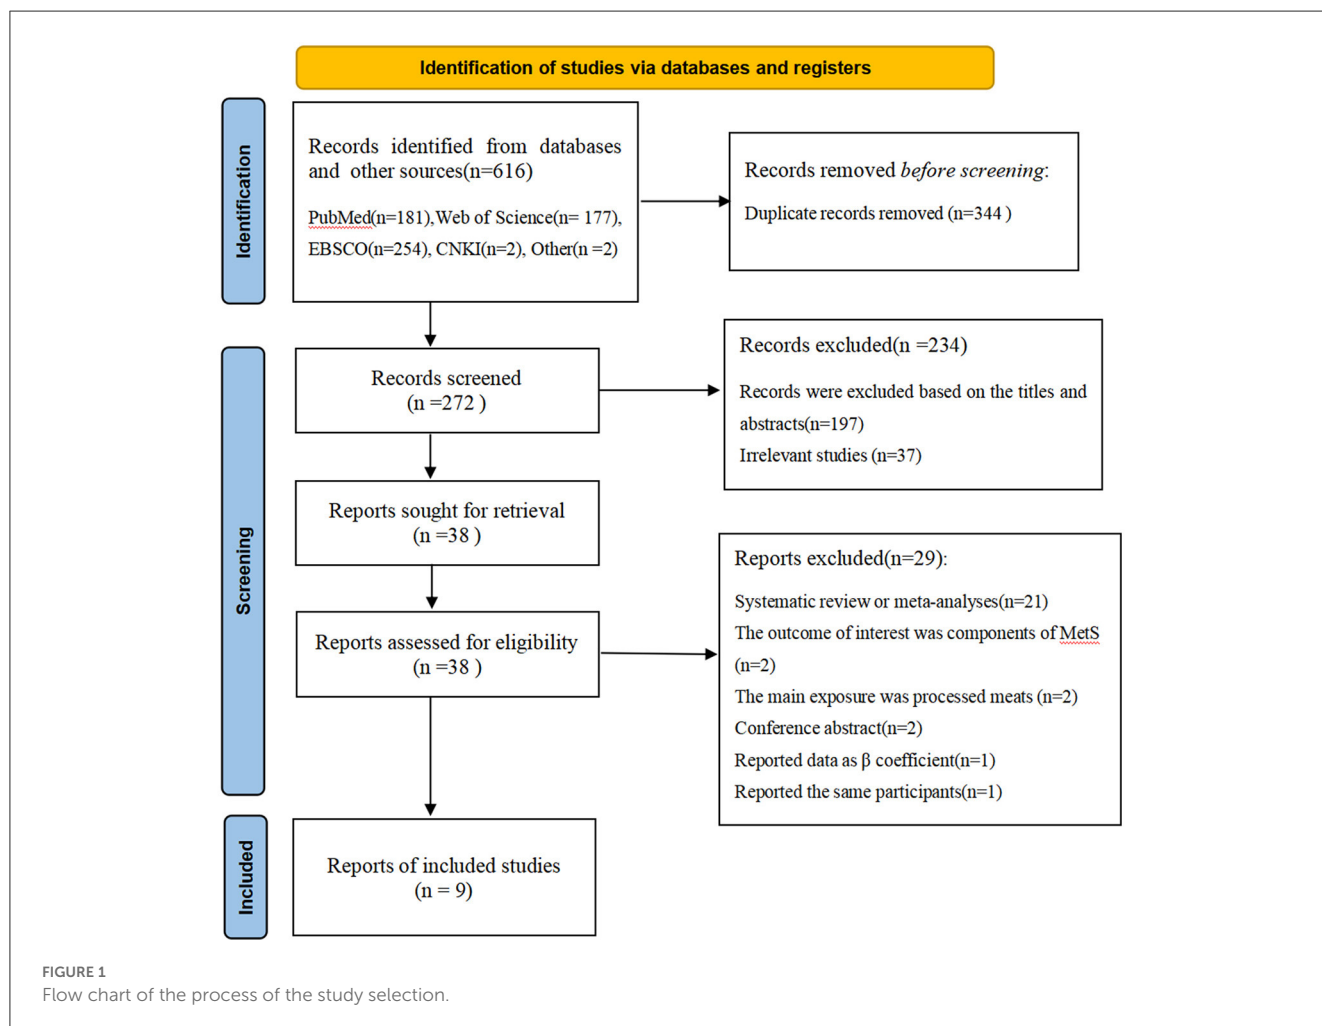 Identification of studies via databases and registers
Identification
Records identified from databases
and other sources(n=616)
PubMed(n=181),Web of Science(n= 177),
EBSCO(n=254), CNKI(n=2), Other(n =2)
Records removed before screening:
Duplicate records removed (n=344 )
Screening
Records screened
(n =272 )
Records excluded(n =234)
Records were excluded based on the titles and
abstracts(n=197)
Irrelevant studies (n=37)
Reports sought for retrieval
(n =38 )
Reports assessed for eligibility
(n =38 )
Reports excluded(n=29):
Systematic review or meta-analyses(n=21)
The outcome of interest was components of MetS
(n=2)
The main exposure was processed meats (n=2)
Conference abstract(n=2)
Reported data as β coefficient(n=1)
Reported the same participants(n=1)
Included
Reports of included studies
(n = 9)
FIGURE 1
Flow chart of the process of the study selection.